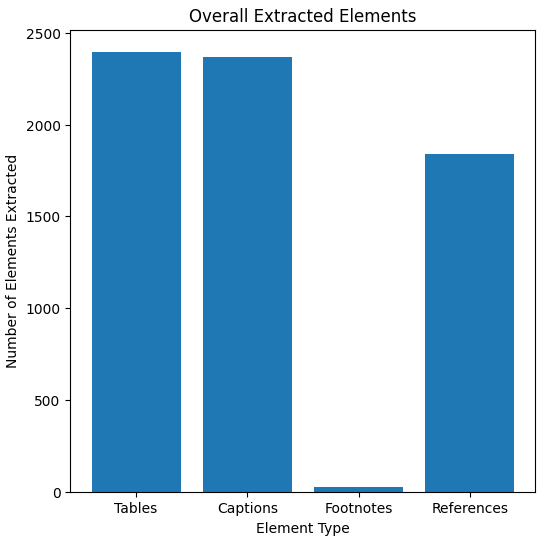 Overall Extracted Elements
Number of Elements Extracted
2500
2000
1500
1000
500
0
Tables Captions Footnotes References
Element Type